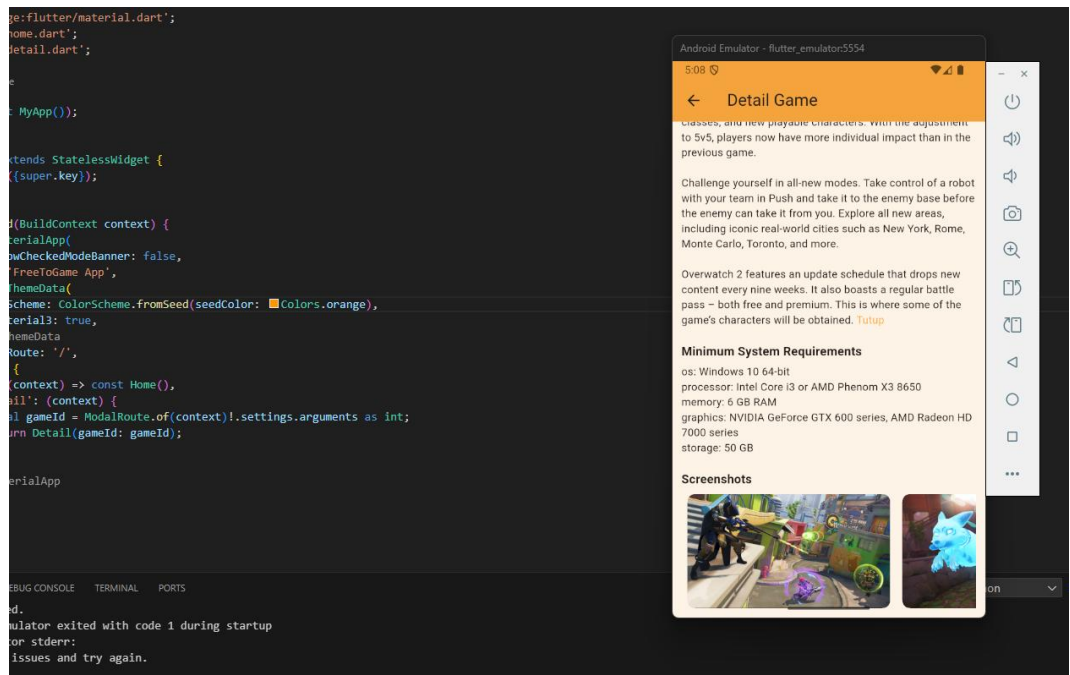 ge:flutter/material.dart';
home.dart';
detail.dart';
MyApp());
xtends StatelessWidget {
({super.key});
d(BuildContext context) {
terialApp(
owCheckedModeBanner: false,
'FreeToGame App',
ThemeData(
Scheme: ColorScheme.fromSeed(seedColor: Colors.orange),
terial3: true,
hemeData
Route: '/',
{
(context) => const Home(),
ail': (context) {
al gameId = ModalRoute.of(context)!.settings.arguments as int;
urn Detail(gameId: gameId);
erialApp
EBUG CONSOLE TERMINAL PORTS
ed.
mulator exited with code 1 during startup
tor stderr:
issues and try again.
on
Android Emulator - flutter_emulator:5554
5:08
Detail Game
classes, and new playable characters. With the adjustment
to 5v5, players now have more individual impact than in the
previous game.
Challenge yourself in all-new modes. Take control of a robot
with your team in Push and take it to the enemy base before
the enemy can take it from you. Explore all new areas,
including iconic real-world cities such as New York, Rome,
Monte Carlo, Toronto, and more.
Overwatch 2 features an update schedule that drops new
content every nine weeks. It also boasts a regular battle
pass – both free and premium. This is where some of the
game's characters will be obtained. Tutup
Minimum System Requirements
os: Windows 10 64-bit
processor: Intel Core i3 or AMD Phenom X3 8650
memory: 6 GB RAM
graphics: NVIDIA GeForce GTX 600 series, AMD Radeon HD
7000 series
storage: 50 GB
Screenshots